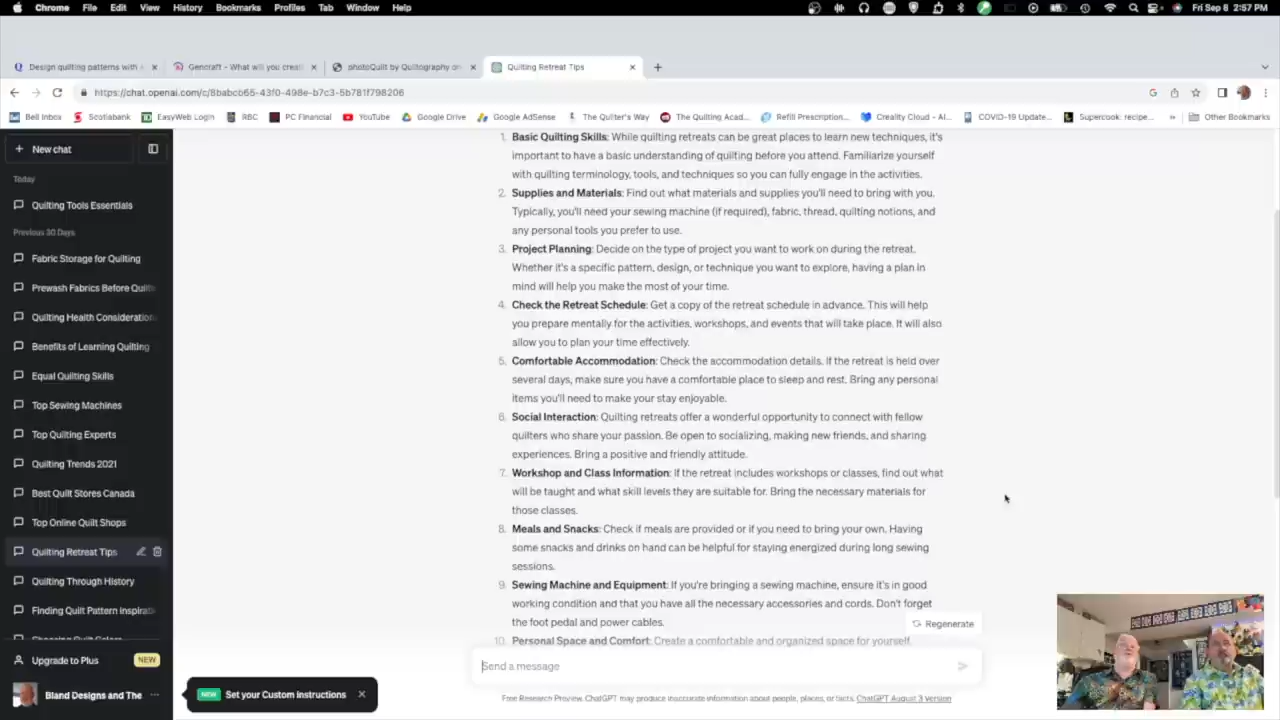 Chrome File Edit View History Bookmarks Profiles Tab Window Help Fri Sep 8 2:57 PM
Design quilting patterns with Gencraft - What will you creat photoQuilt by Quiltography on Quilting Retreat Tips
https://chat.openai.com/c/8babcb65-43f0-498e-b7c3-5b781f798206
Bell Inbox Scotiabank EasyWeb Login RBC PC Financial YouTube Google Drive Google AdSense The Quilter's Way The Quilting Acad... Refill Prescription... Creality Cloud - Al... COVID-19 Update... Supercook: recipe... » Other Bookmarks
New chat
Today
Quilting Tools Essentials
Previous 30 Days
Fabric Storage for Quilting
Prewash Fabrics Before Quilti
Quilting Health Consideration
Benefits of Learning Quilting
Equal Quilting Skills
Top Sewing Machines
Top Quilting Experts
Quilting Trends 2021
Best Quilt Stores Canada
Top Online Quilt Shops
Quilting Retreat Tips
Quilting Through History
Finding Quilt Pattern Inspirati
Upgrade to Plus NEW
Bland Designs and The ...
1. Basic Quilting Skills: While quilting retreats can be great places to learn new techniques, it's
important to have a basic understanding of quilting before you attend. Familiarize yourself
with quilting terminology, tools, and techniques so you can fully engage in the activities.
2. Supplies and Materials: Find out what materials and supplies you'll need to bring with you.
Typically, you'll need your sewing machine (if required), fabric, thread, quilting notions, and
any personal tools you prefer to use.
3. Project Planning: Decide on the type of project you want to work on during the retreat.
Whether it's a specific pattern, design, or technique you want to explore, having a plan in
mind will help you make the most of your time.
4. Check the Retreat Schedule: Get a copy of the retreat schedule in advance. This will help
you prepare mentally for the activities, workshops, and events that will take place. It will also
allow you to plan your time effectively.
5. Comfortable Accommodation: Check the accommodation details. If the retreat is held over
several days, make sure you have a comfortable place to sleep and rest. Bring any personal
items you'll need to make your stay enjoyable.
6. Social Interaction: Quilting retreats offer a wonderful opportunity to connect with fellow
quilters who share your passion. Be open to socializing, making new friends, and sharing
experiences. Bring a positive and friendly attitude.
7. Workshop and Class Information: If the retreat includes workshops or classes, find out what
will be taught and what skill levels they are suitable for. Bring the necessary materials for
those classes.
8. Meals and Snacks: Check if meals are provided or if you need to bring your own. Having
some snacks and drinks on hand can be helpful for staying energized during long sewing
sessions.
9. Sewing Machine and Equipment: If you're bringing a sewing machine, ensure it's in good
working condition and that you have all the necessary accessories and cords. Don't forget
the foot pedal and power cables.
10. Personal Space and Comfort: Create a comfortable and organized space for yourself.
Regenerate
Send a message
NEW Set your Custom instructions
Free Research Preview. ChatGPT may produce inaccurate information about people, places, or facts. ChatGPT August 3 Version